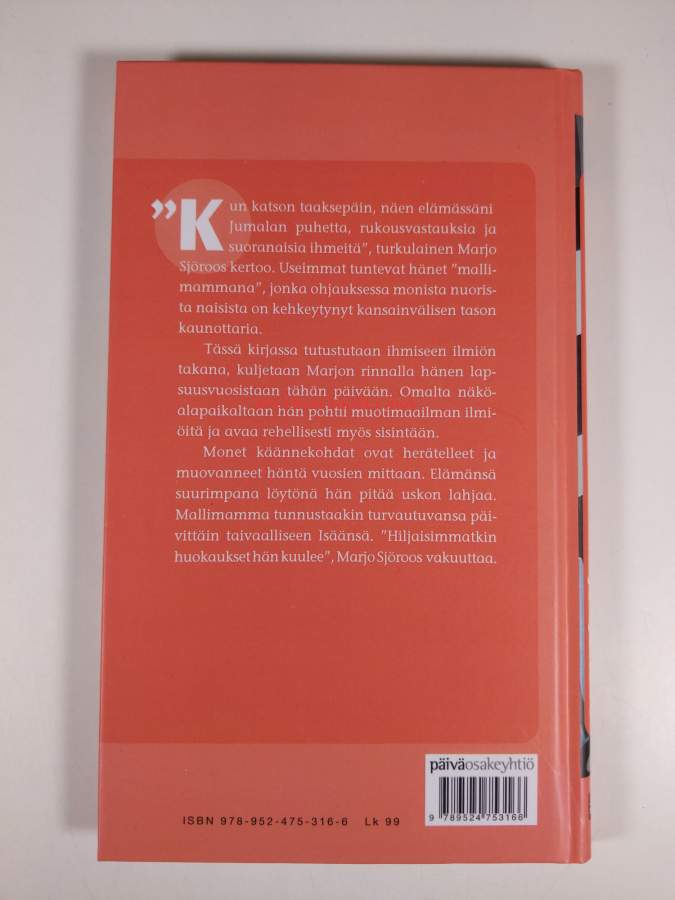 ”Kun katson taaksepäin, näen elämässäni
Jumalan puhetta, rukousvastauksia ja
suoranaisia ihmeitä”, turkulainen Marjo
Sjöroos kertoo. Useimmat tuntevat hänet ”malli-
mammana”, jonka ohjauksessa monista nuoris-
ta naisista on kehkeytynyt kansainvälisen tason
kaunottaria.
Tässä kirjassa tutustutaan ihmiseen ilmiön
takana, kuljetaan Marjon rinnalla hänen lap-
suusvuosistaan tähän päivään. Omalta näkö-
alapaikaltaan hän pohtii muotimaailman ilmi-
öitä ja avaa rehellisesti myös sisintään.
Monet käännekohdat ovat herätelleet ja
muovanneet häntä vuosien mittaan. Elämänsä
suurimpana löytönä hän pitää uskon lahjaa.
Mallimamma tunnustaakin turvautuvansa päi-
vittäin taivaalliseen Isäänsä. ”Hiljaisimmatkin
huokaukset hän kuulee”, Marjo Sjöroos vakuuttaa.
päiväosakeyhtiö
ISBN 978-952-475-316-6 Lk 99
9 789524 753166